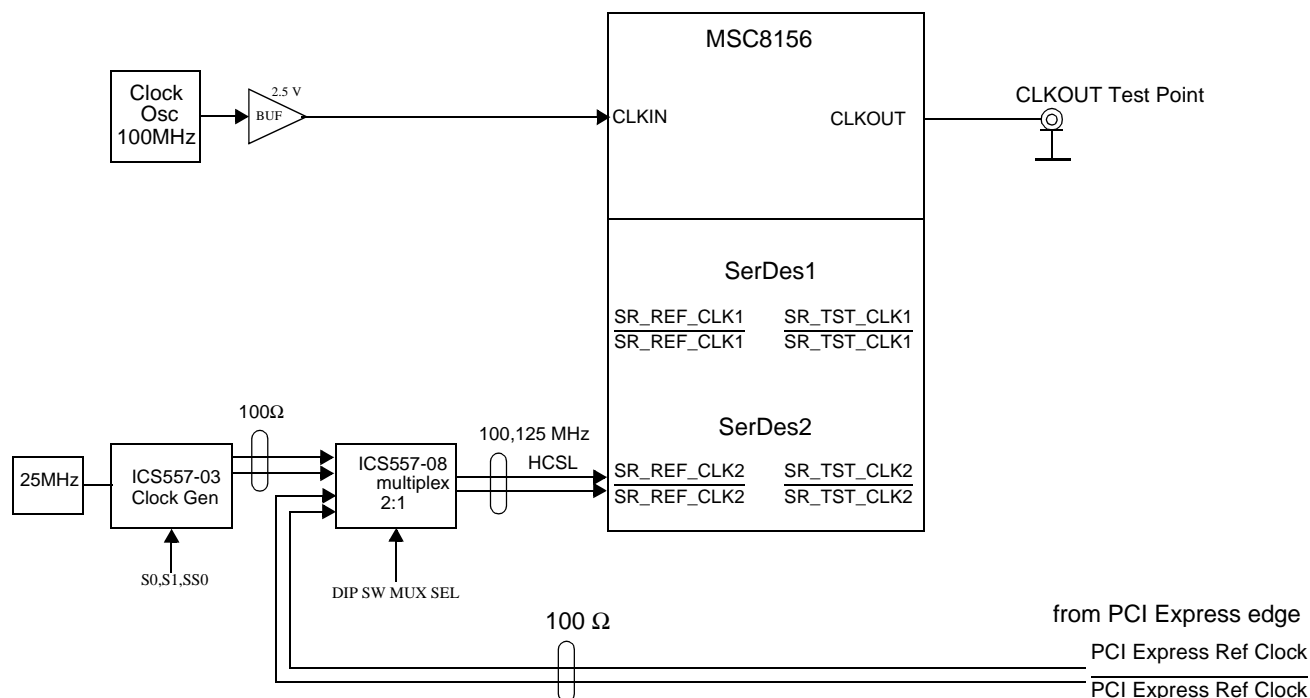 MSC8156
Clock
Osc
100MHz
2.5 V
BUF
CLKIN
CLKOUT
CLKOUT Test Point
SerDes1
SR_REF_CLK1
SR_REF_CLK1
SR_TST_CLK1
SR_TST_CLK1
SerDes2
SR_REF_CLK2
SR_REF_CLK2
SR_TST_CLK2
SR_TST_CLK2
25MHz
ICS557-03
Clock Gen
S0,S1,SS0
100Ω
ICS557-08
multiplex
2:1
DIP SW MUX SEL
100,125 MHz
HCSL
100 Ω
from PCI Express edge
PCI Express Ref Clock
PCI Express Ref Clock